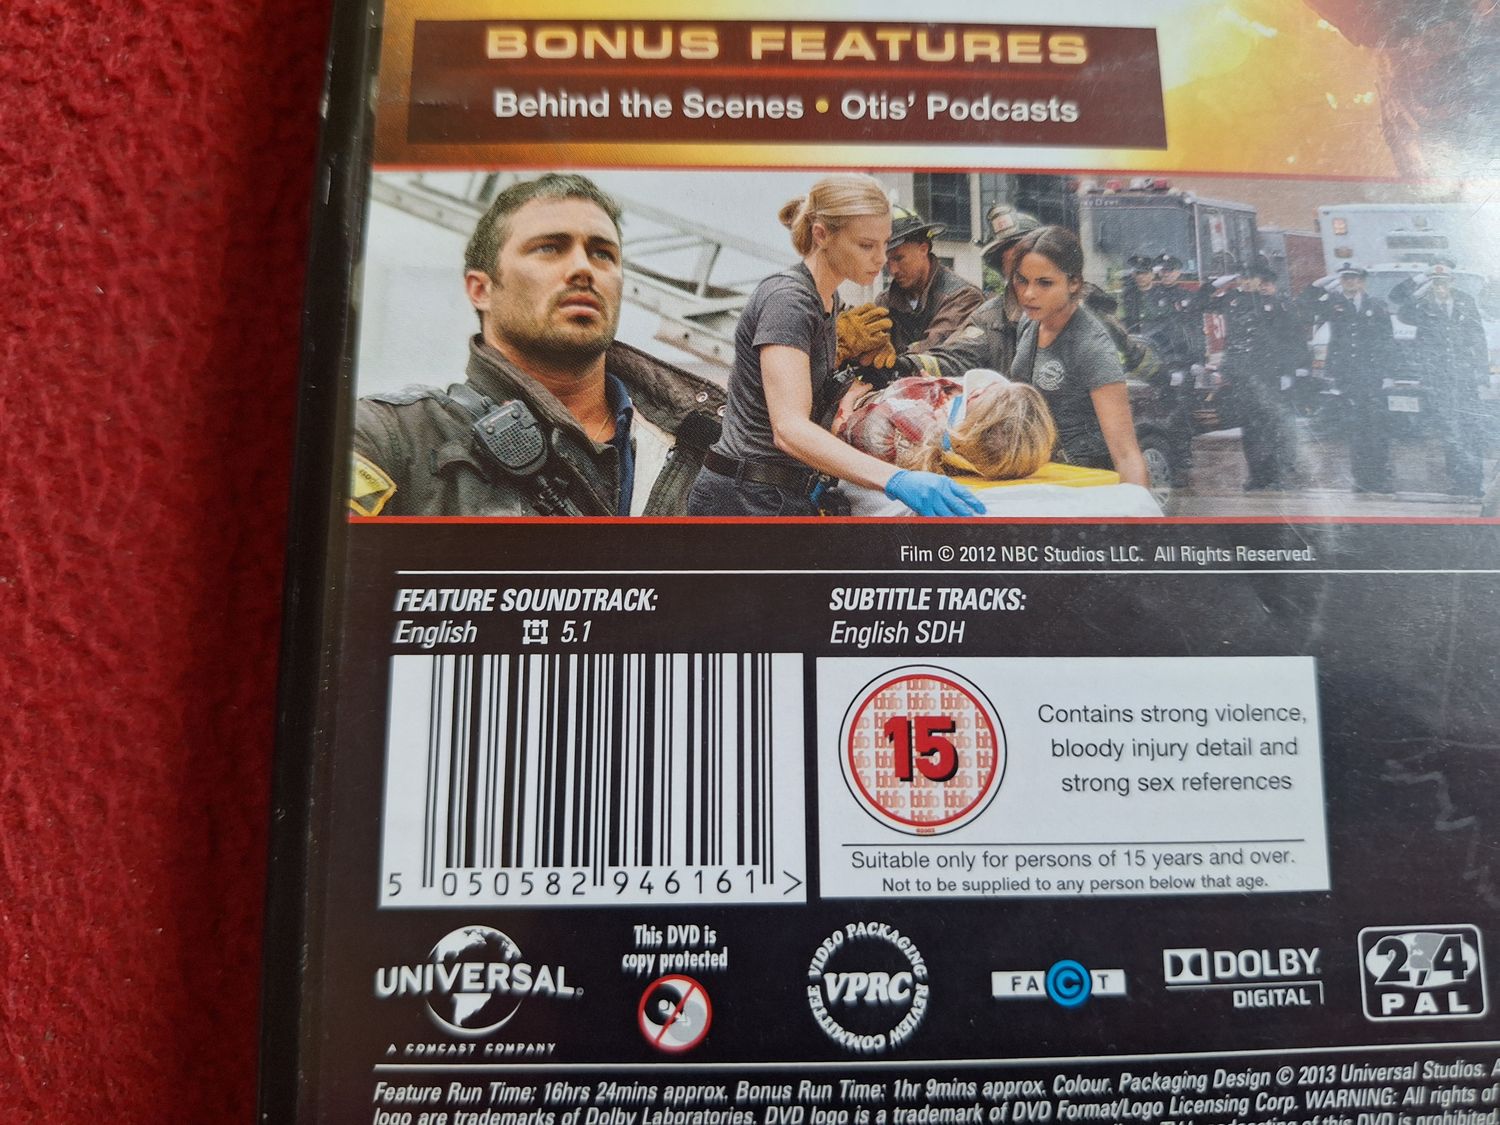 BONUS FEATURES
Behind the Scenes • Otis' Podcasts
Film © 2012 NBC Studios LLC. All Rights Reserved.
FEATURE SOUNDTRACK:
English 5.1
SUBTITLE TRACKS:
English SDH
15
Contains strong violence,
bloody injury detail and
strong sex references
Suitable only for persons of 15 years and over.
Not to be supplied to any person below that age.
5 050582 946161 >
UNIVERSAL
A COMCAST COMPANY
This DVD is
copy protected
VIDEO PACKAGING REVIEW COMMITTEE
VPRC
FACT
DOLBY
DIGITAL
2,4
PAL
Feature Run Time: 16hrs 24mins approx. Bonus Run Time: 1hr 9mins approx. Colour. Packaging Design © 2013 Universal Studios.
logo are trademarks of Dolby Laboratories. DVD logo is a trademark of DVD Format/Logo Licensing Corp. WARNING: All rights of
of this DVD is prohibited